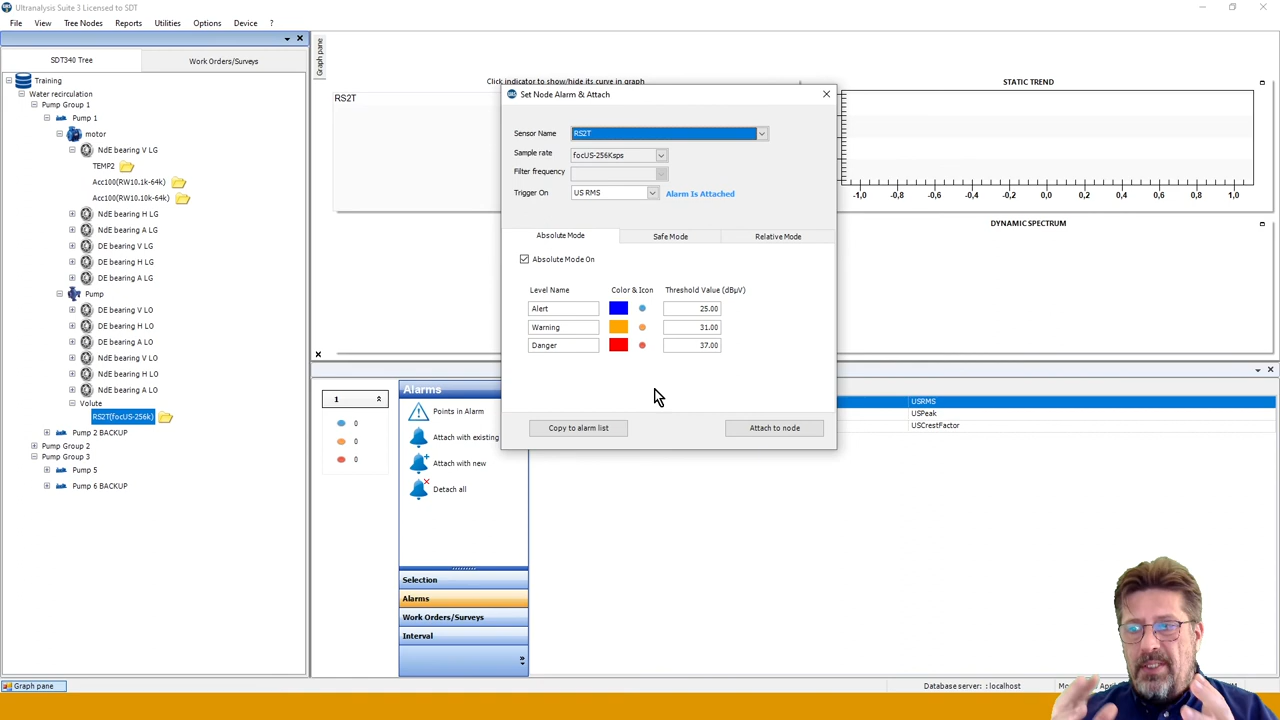 Ultranalysis Suite 3 Licensed to SDT
File View Tree Nodes Reports Utilities Options Device ?
SDT340 Tree Work Orders/Surveys
Training
Water recirculation
Pump Group 1
Pump 1
motor
NdE bearing V LG
TEMP2
Acc100(RW10.1k-64k)
Acc100(RW10.10k-64k)
NdE bearing H LG
NdE bearing A LG
DE bearing V LG
DE bearing H LG
DE bearing A LG
Pump
DE bearing V LO
DE bearing H LO
DE bearing A LO
NdE bearing V LO
NdE bearing H LO
NdE bearing A LO
Volute
RS2T(focUS-256k)
Pump 2 BACKUP
Pump Group 2
Pump Group 3
Pump 5
Pump 6 BACKUP
Graph pane
Click indicator to show/hide its curve in graph
RS2T
STATIC TREND
-1,0 -0,8 -0,6 -0,4 -0,2 0,0 0,2 0,4 0,6 0,8 1,0
DYNAMIC SPECTRUM
Set Node Alarm & Attach
Sensor Name RS2T
Sample rate focUS-256Ksps
Filter frequency
Trigger On US RMS Alarm Is Attached
Absolute Mode Safe Mode Relative Mode
Absolute Mode On
Level Name Color & Icon Threshold Value (dBµV)
Alert 25.00
Warning 31.00
Danger 37.00
Copy to alarm list Attach to node
1
0
0
0
Alarms
Points in Alarm
Attach with existing
Attach with new
Detach all
Selection
Alarms
Work Orders/Surveys
Interval
USRMS
USPeak
USCrestFactor
Graph pane
Database server: : localhost